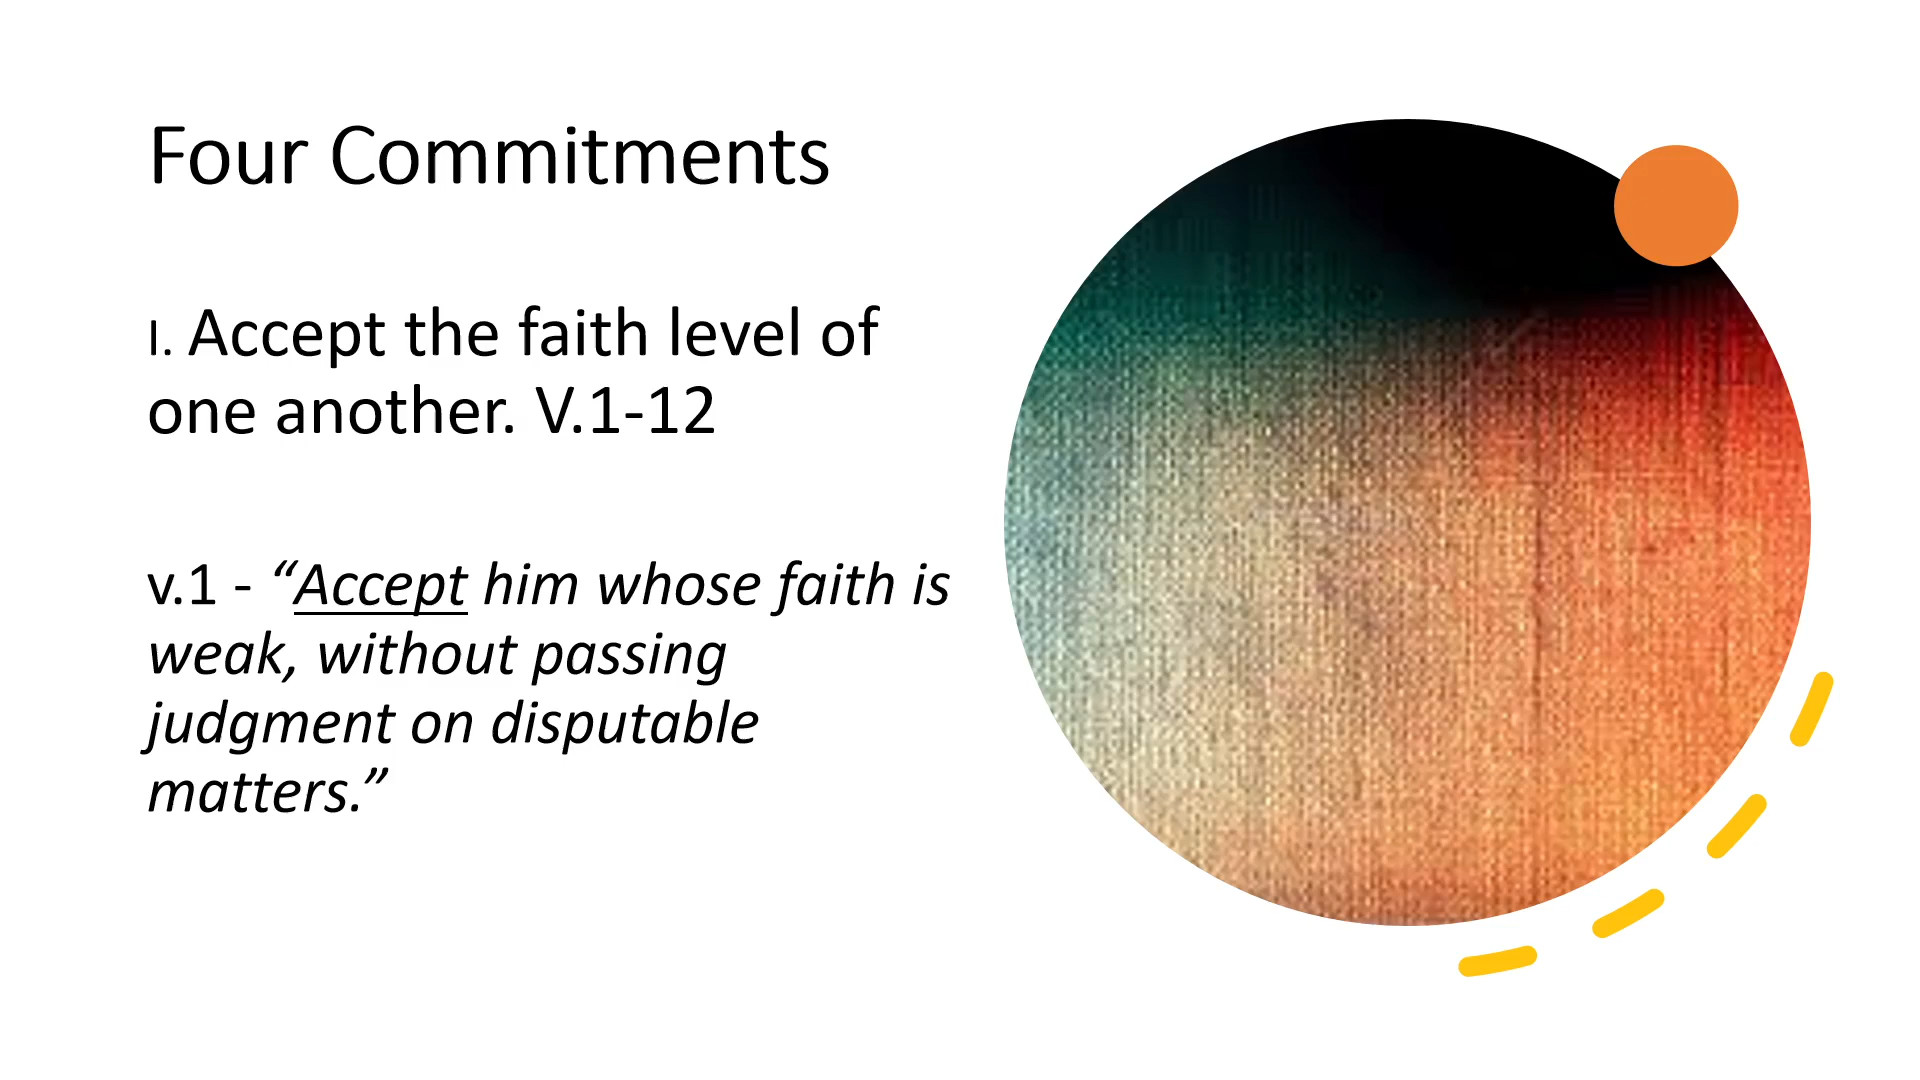 Four Commitments
I. Accept the faith level of
one another. V.1-12
v.1 - “Accept him whose faith is
weak, without passing
judgment on disputable
matters.”